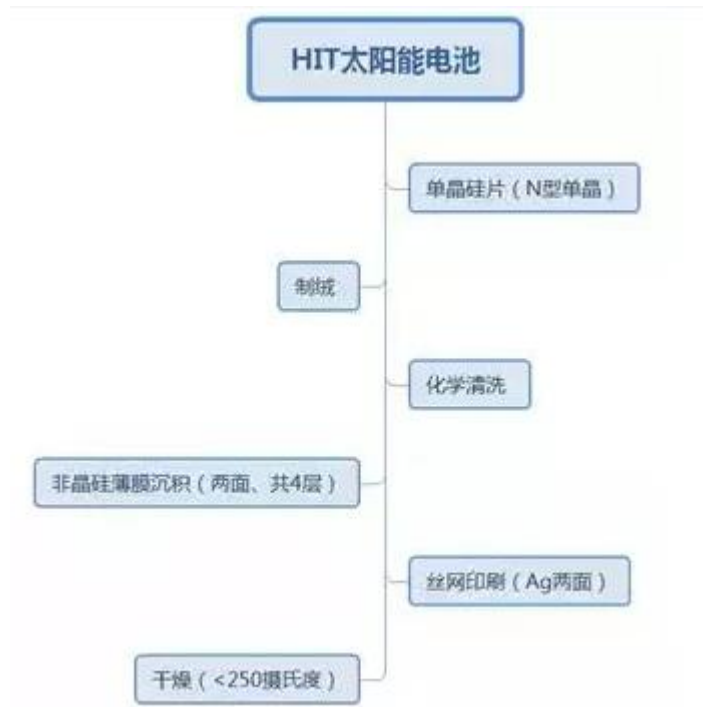 HIT太阳能电池
单晶硅片（N型单晶）
制绒
化学清洗
非晶硅薄膜沉积（两面、共4层）
丝网印刷（Ag两面）
干燥（<250摄氏度）